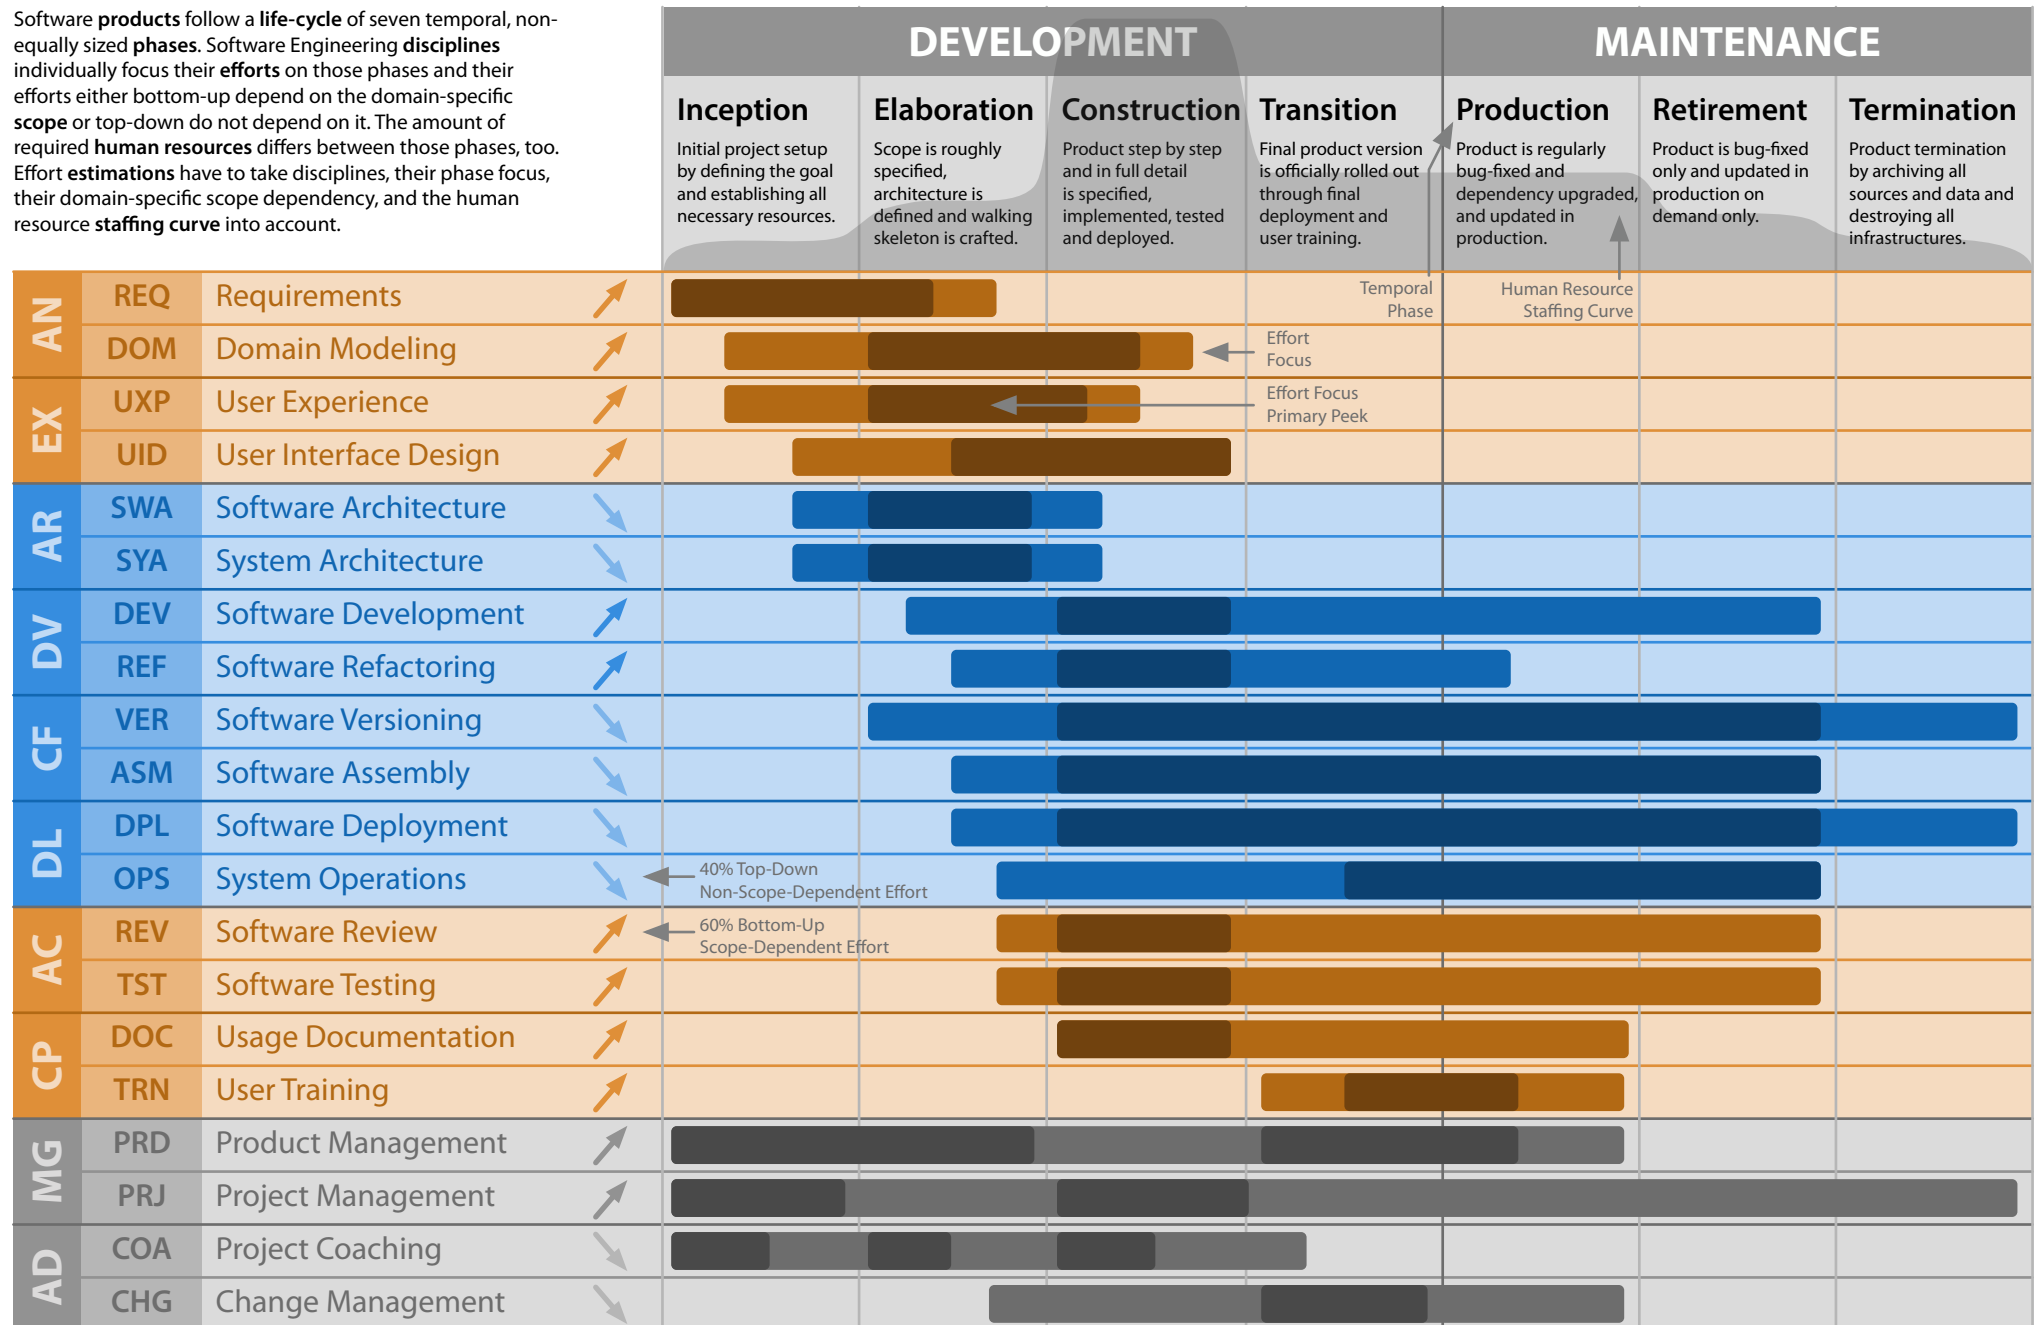 Software products follow a life-cycle of seven temporal, non-
equally sized phases. Software Engineering disciplines
individually focus their efforts on those phases and their
efforts either bottom-up depend on the domain-specific
scope or top-down do not depend on it. The amount of
required human resources differs between those phases, too.
Effort estimations have to take disciplines, their phase focus,
their domain-specific scope dependency, and the human
resource staffing curve into account.
DEVELOPMENT
MAINTENANCE
Inception
Initial project setup
by defining the goal
and establishing all
necessary resources.
Elaboration
Scope is roughly
specified,
architecture is
defined and walking
skeleton is crafted.
Construction
Product step by step
and in full detail
is specified,
implemented, tested
and deployed.
Transition
Final product version
is officially rolled out
through final
deployment and
user training.
Production
Product is regularly
bug-fixed and
dependency upgraded,
and updated in
production.
Retirement
Product is bug-fixed
only and updated in
production on
demand only.
Termination
Product termination
by archiving all
sources and data and
destroying all
infrastructures.
AN
REQ Requirements
Temporal
Phase
Human Resource
Staffing Curve
DOM Domain Modeling
Effort
Focus
EX
UXP User Experience
Effort Focus
Primary Peek
UID User Interface Design
AR
SWA Software Architecture
SYA System Architecture
DV
DEV Software Development
REF Software Refactoring
CF
VER Software Versioning
ASM Software Assembly
DL
DPL Software Deployment
OPS System Operations
40% Top-Down
Non-Scope-Dependent Effort
AC
REV Software Review
60% Bottom-Up
Scope-Dependent Effort
TST Software Testing
CP
DOC Usage Documentation
TRN User Training
MG
PRD Product Management
PRJ Project Management
AD
COA Project Coaching
CHG Change Management